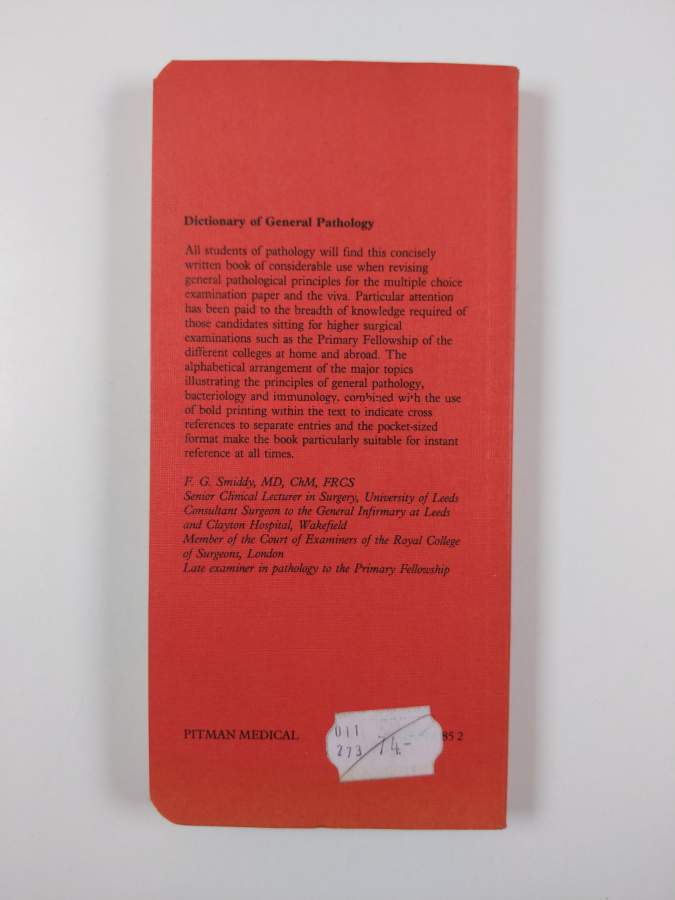 Dictionary of General Pathology
All students of pathology will find this concisely
written book of considerable use when revising
general pathological principles for the multiple choice
examination paper and the viva. Particular attention
has been paid to the breadth of knowledge required of
those candidates sitting for higher surgical
examinations such as the Primary Fellowship of the
different colleges at home and abroad. The
alphabetical arrangement of the major topics
illustrating the principles of general pathology,
bacteriology and immunology, combined with the use
of bold printing within the text to indicate cross
references to separate entries and the pocket-sized
format make the book particularly suitable for instant
reference at all times.
F. G. Smiddy, MD, ChM, FRCS
Senior Clinical Lecturer in Surgery, University of Leeds
Consultant Surgeon to the General Infirmary at Leeds
and Clayton Hospital, Wakefield
Member of the Court of Examiners of the Royal College
of Surgeons, London
Late examiner in pathology to the Primary Fellowship
PITMAN MEDICAL
011
273 74.-
85 2